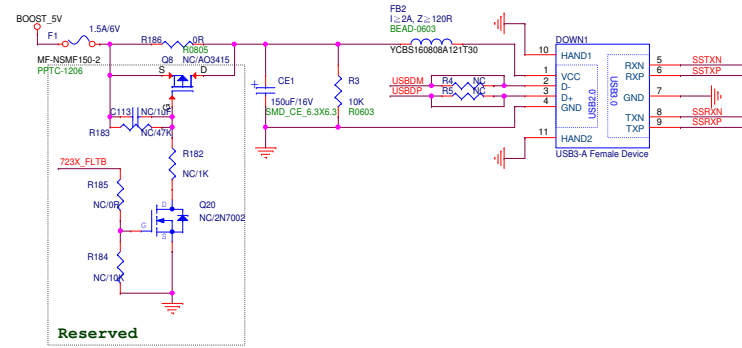 BOOST_5V
F1
1.5A/6V
MF-NSMF150-2
PPTC-1206
R186
0R
R0805
Q8
NC/AO3415
S
D
G
C113
NC/1uF
R183
NC/47K
R182
NC/1K
723X_FLTB
R185
NC/0R
D
Q20
NC/2N7002
G
S
R184
NC/10K
Reserved
CE1
150uF/16V
SMD_CE_6.3X6.3
R3
10K
R0603
FB2
I≥2A, Z≥120R
BEAD-0603
YCBS160808A121T30
USBDM
R4
NC
USBDP
R5
NC
DOWN1
10
HAND1
1
VCC
2
D-
3
D+
4
GND
11
HAND2
USB2.0
USB3.0
RXN
5
SSTXN
RXP
6
SSTXP
GND
7
TXN
8
SSRXN
TXP
9
SSRXP
USB3-A Female Device